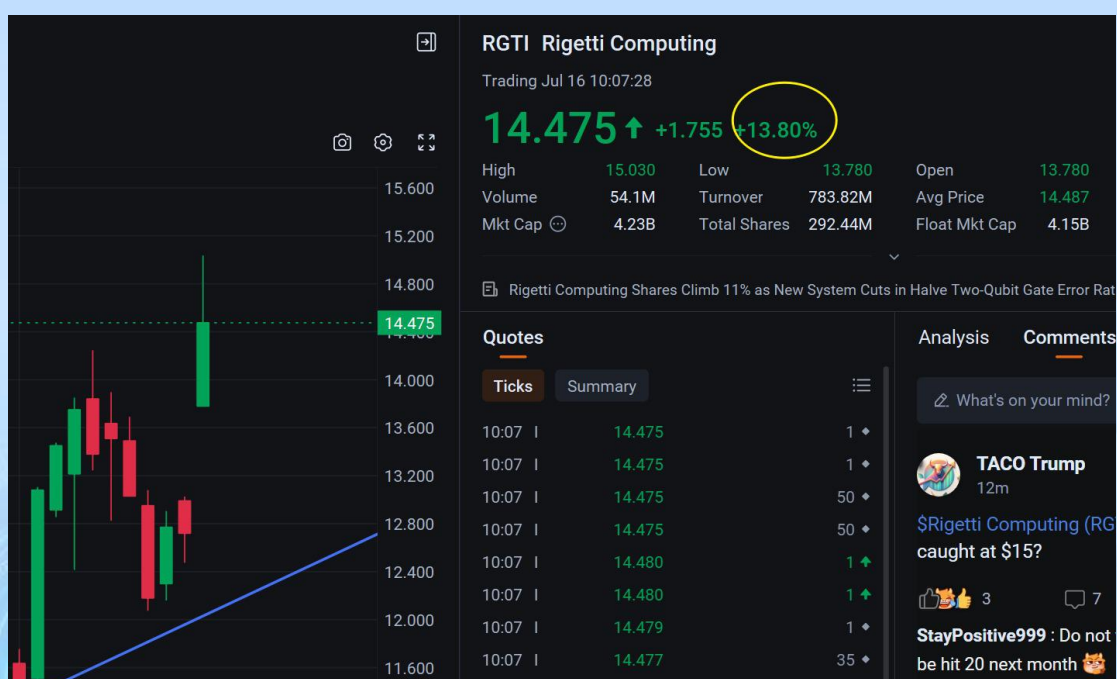 RGTI Rigetti Computing
Trading Jul 16 10:07:28
14.475 +1.755 +13.80%
High 15.030 Low 13.780 Open 13.780
Volume 54.1M Turnover 783.82M Avg Price 14.487
Mkt Cap 4.23B Total Shares 292.44M Float Mkt Cap 4.15B
Rigetti Computing Shares Climb 11% as New System Cuts in Halve Two-Qubit Gate Error Rat
15.600
15.200
14.800
14.475
14.000
13.600
13.200
12.800
12.400
12.000
11.600
Quotes
Ticks Summary
10:07 14.475 1
10:07 14.475 1
10:07 14.475 50
10:07 14.475 50
10:07 14.480 1
10:07 14.480 1
10:07 14.479 1
10:07 14.477 35
Analysis Comments
What's on your mind?
TACO Trump
12m
$Rigetti Computing (RG
caught at $15?
3 7
StayPositive999 : Do not
be hit 20 next month